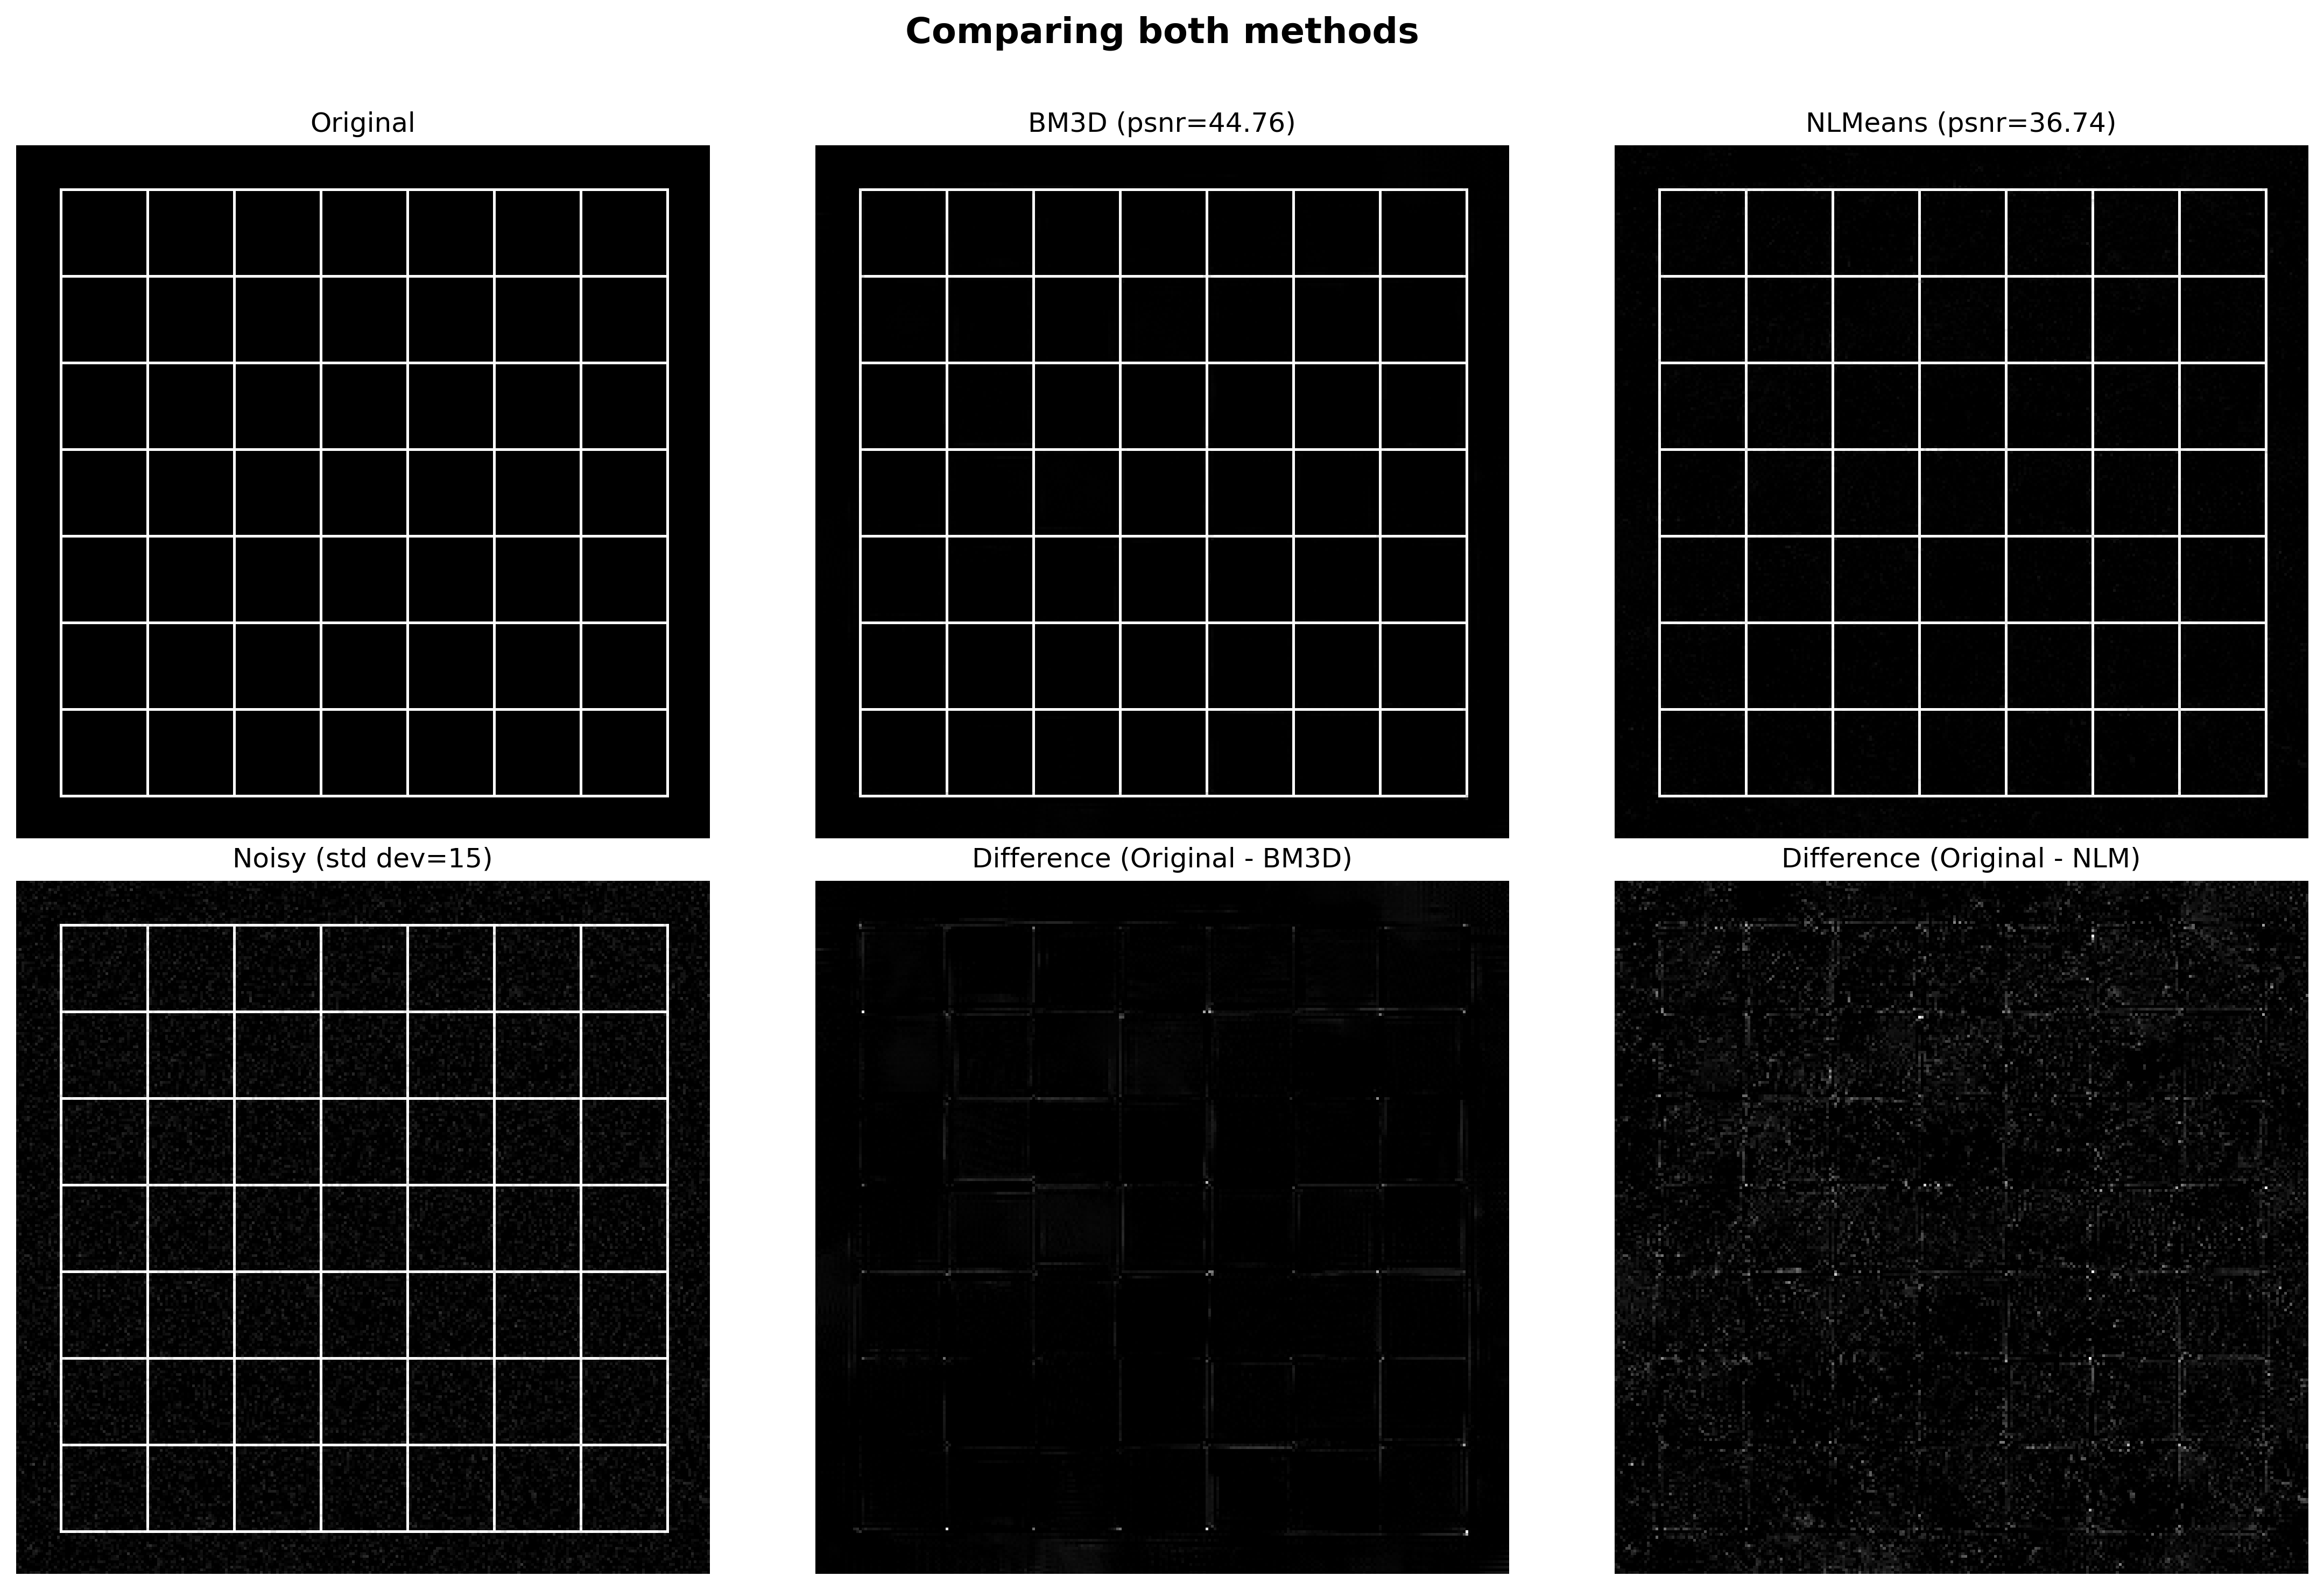 Comparing both methods
Original
BM3D (psnr=44.76)
NLMeans (psnr=36.74)
Noisy (std dev=15)
Difference (Original - BM3D)
Difference (Original - NLM)